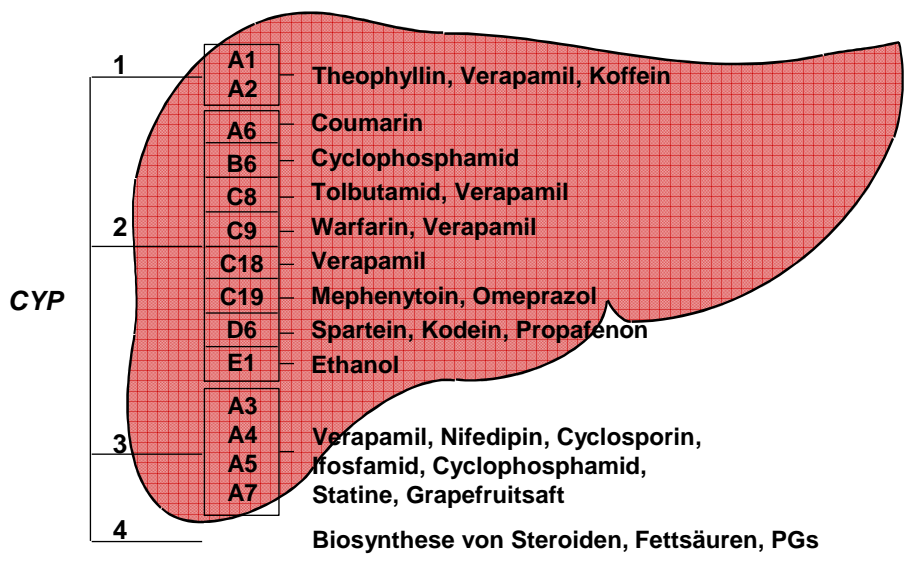 1
A1
A2
Theophyllin, Verapamil, Koffein
A6
Coumarin
B6
Cyclophosphamid
C8
Tolbutamid, Verapamil
2
C9
Warfarin, Verapamil
C18
Verapamil
CYP
C19
Mephenytoin, Omeprazol
D6
Spartein, Kodein, Propafenon
E1
Ethanol
3
A3
A4
A5
A7
Verapamil, Nifedipin, Cyclosporin,
Ifosfamid, Cyclophosphamid,
Statine, Grapefruitsaft
4
Biosynthese von Steroiden, Fettsäuren, PGs